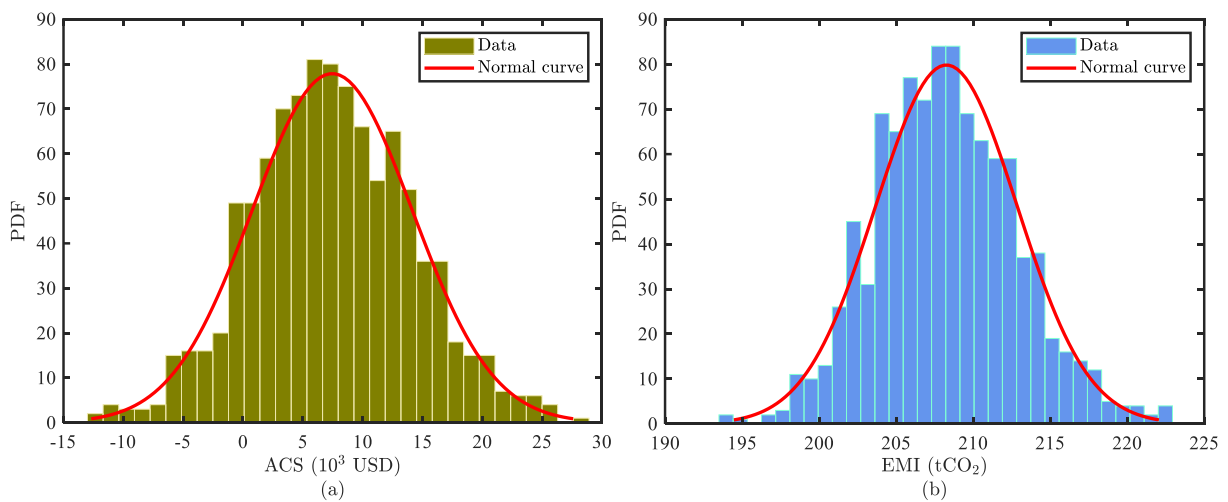 90
80
70
60
50
40
30
20
10
0
PDF
-15 -10 -5 0 5 10 15 20 25 30
ACS (10³ USD)
(a)
Data
Normal curve
90
80
70
60
50
40
30
20
10
0
PDF
190 195 200 205 210 215 220 225
EMI (tCO₂)
(b)
Data
Normal curve